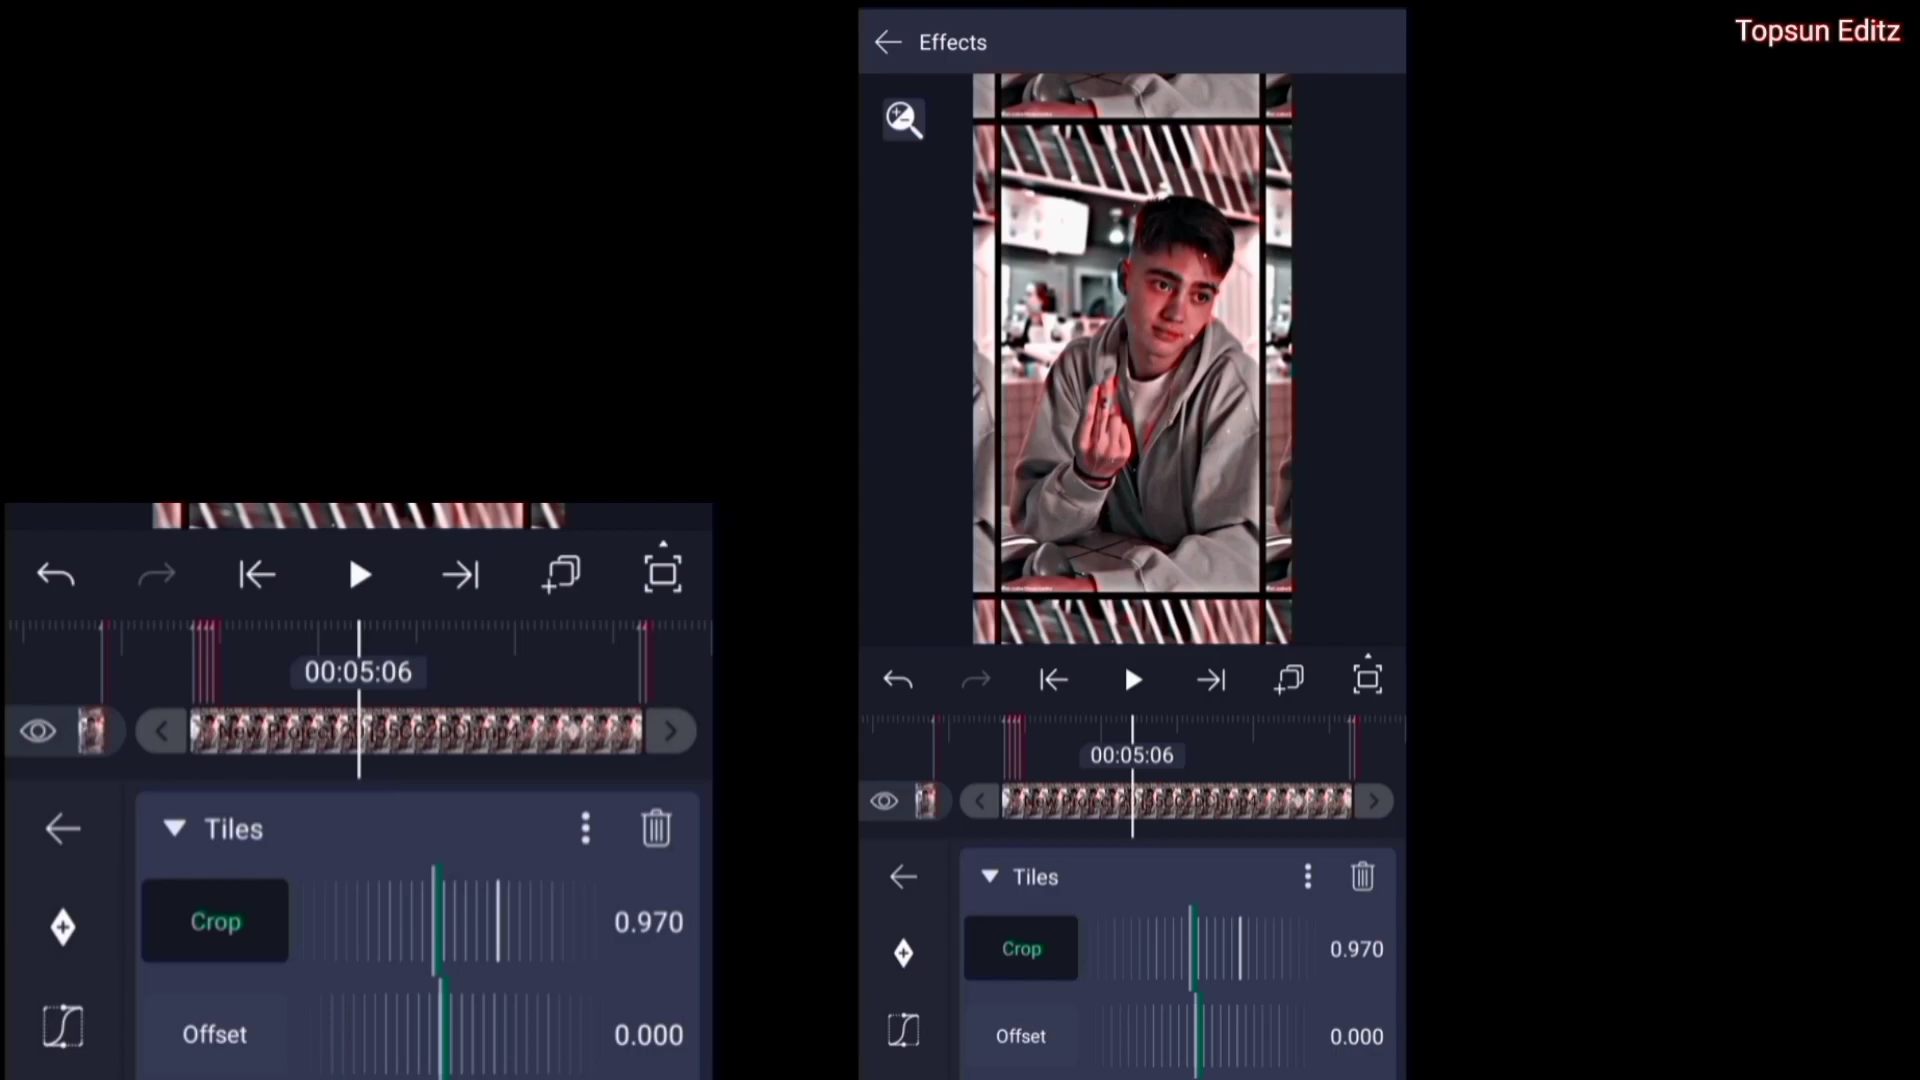 Topsun Editz
Effects
00:05:06
Tiles
Crop
0.970
Offset
0.000
00:05:06
Tiles
Crop
0.970
Offset
0.000